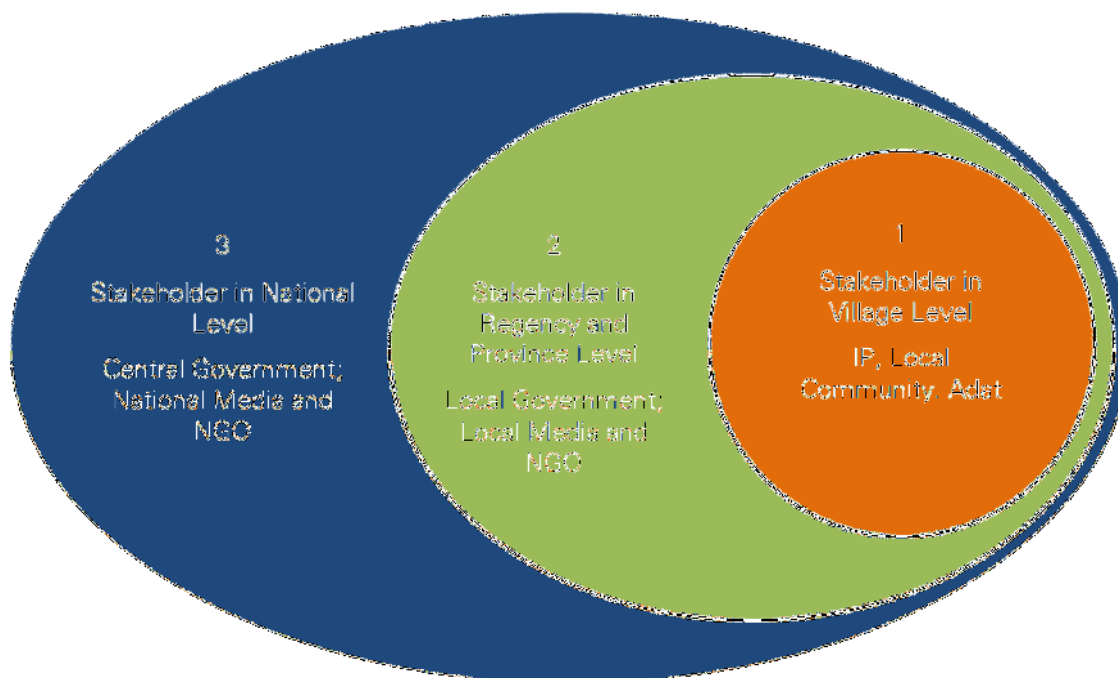 3
Stakeholder in National
Level
Central Government;
National Media and
NGO
2
Stakeholder in
Regency and
Province Level
Local Government;
Local Media and
NGO
1
Stakeholder in
Village Level
IP, Local
Community, Adat